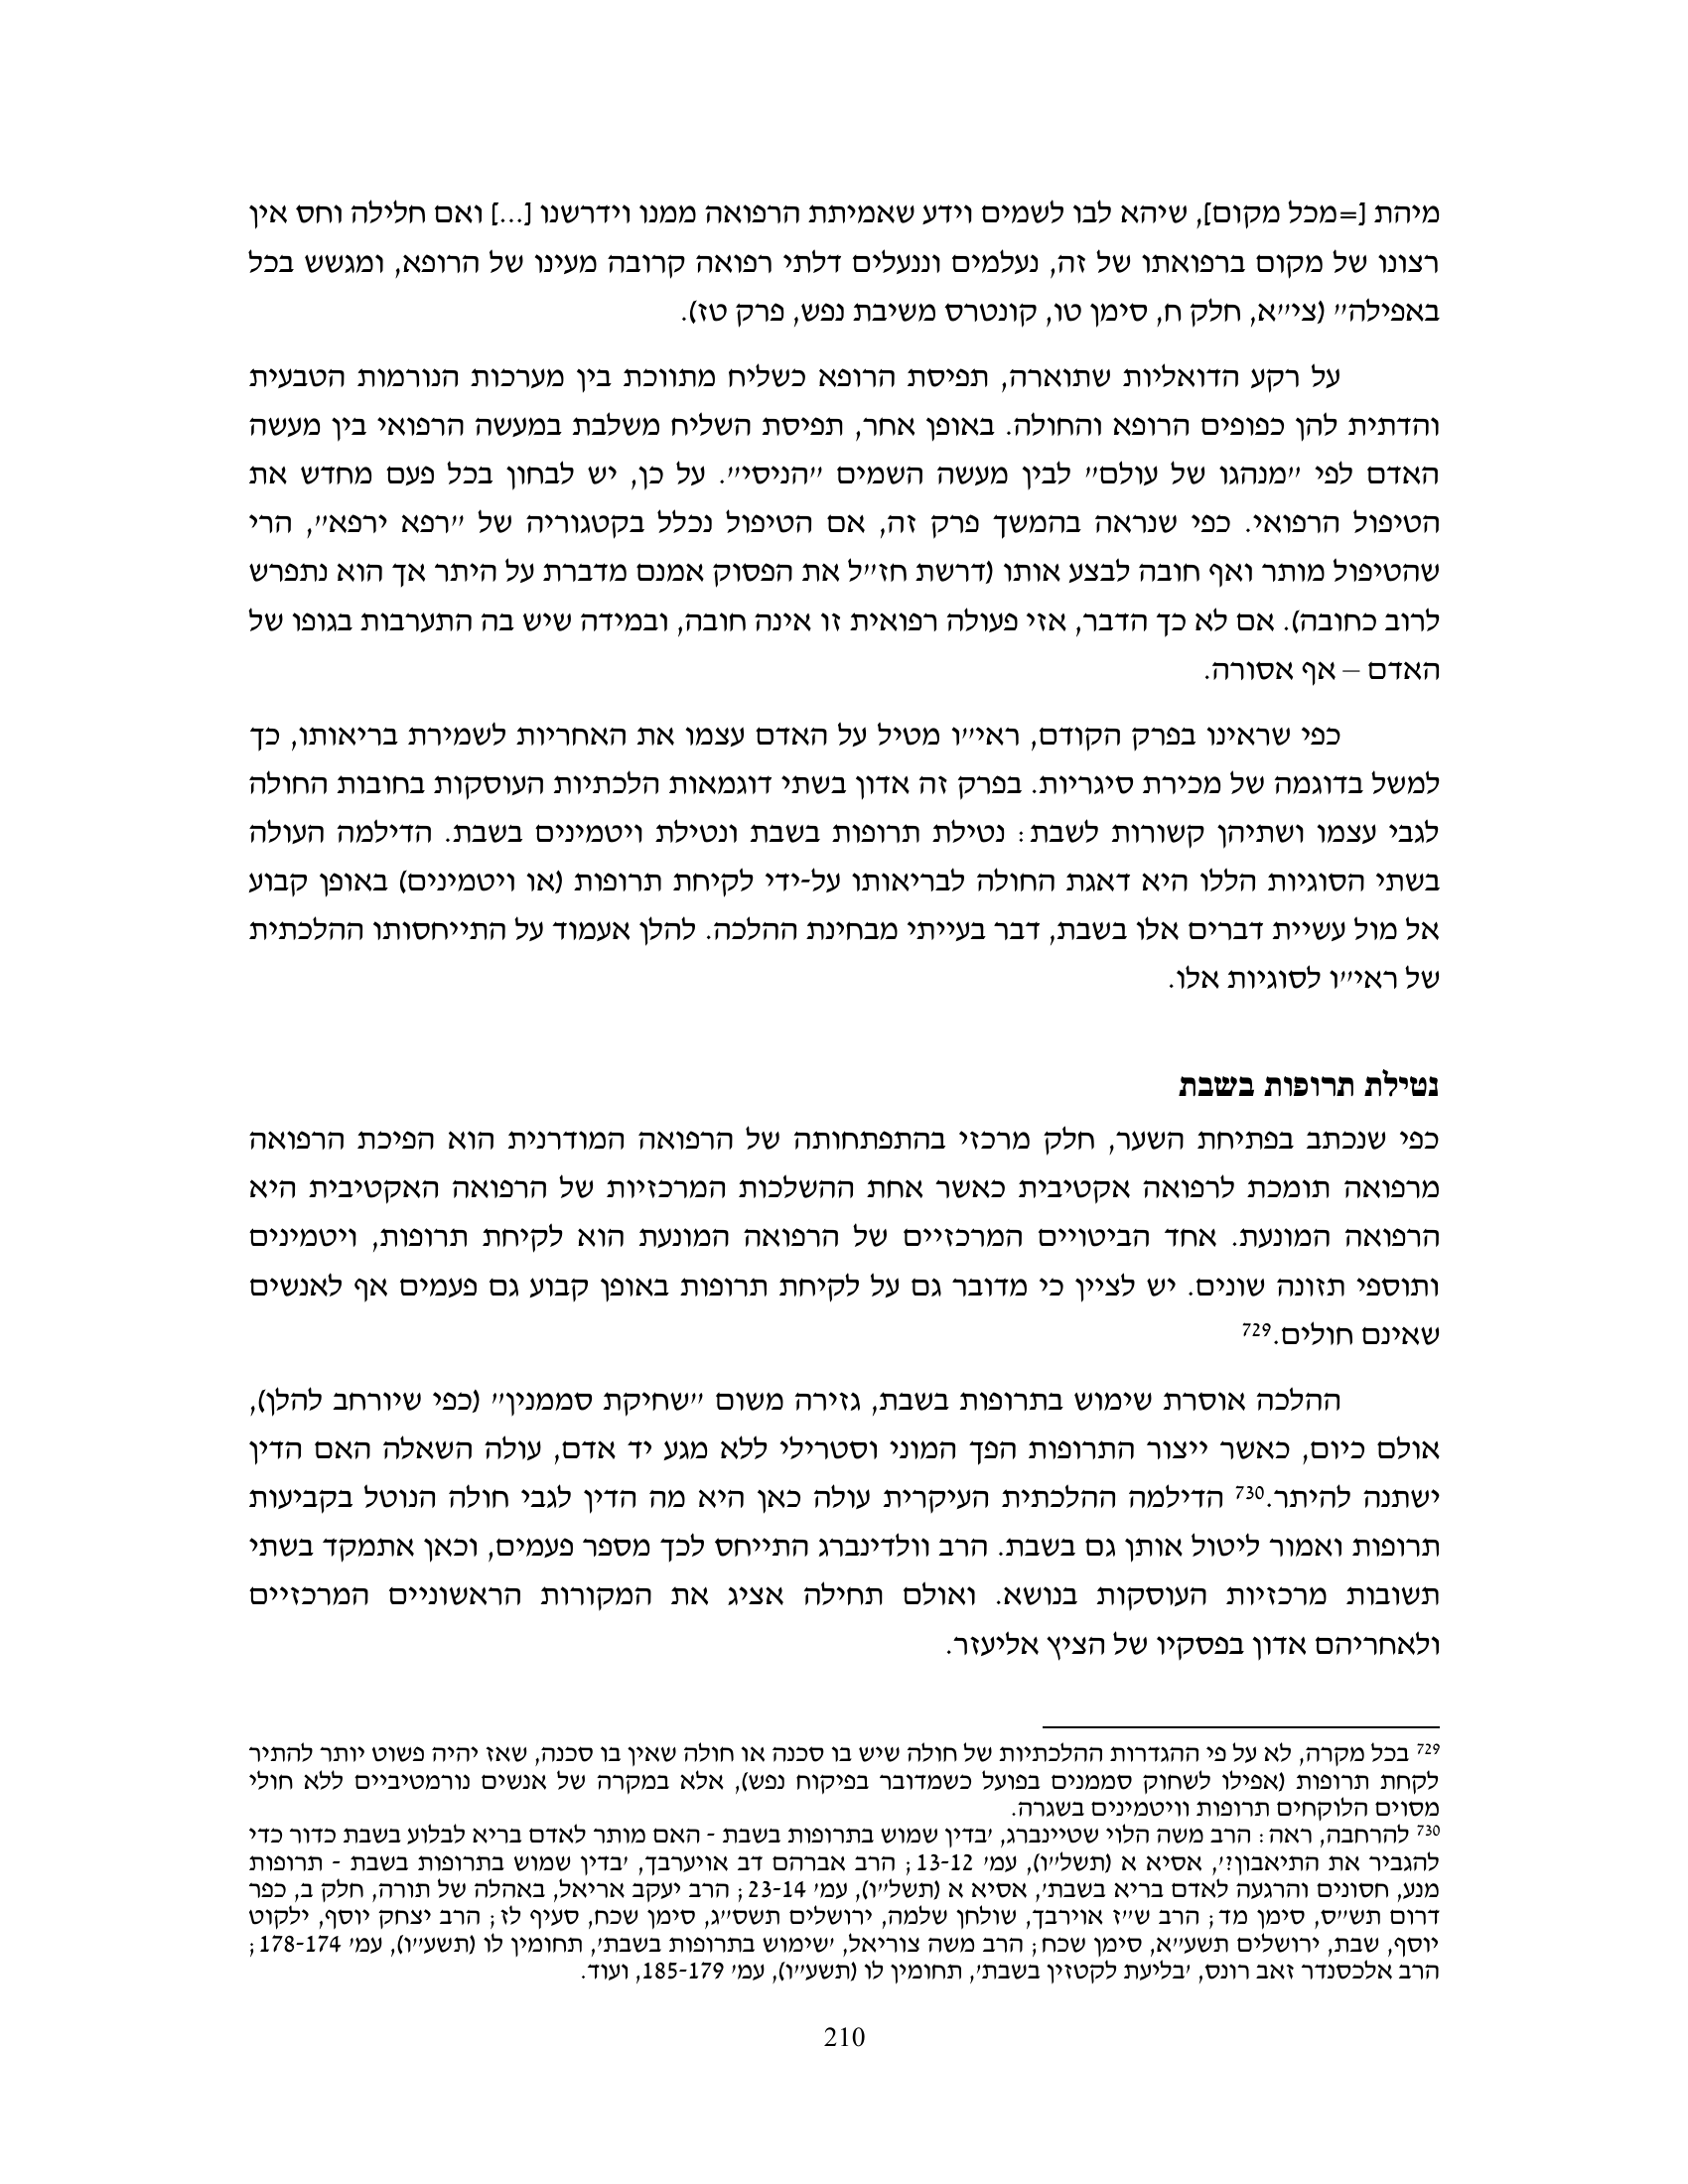 מיהת [=מכל מקום], שיהא לבו לשמים וידע שאמיתת הרפואה ממנו וידרשנו [...] ואם חלילה וחס אין
רצונו של מקום ברפואתו של זה, נעלמים וננעלים דלתי רפואה קרובה מעינו של הרופא, ומגשש בכל
באפילה״ (צי״א, חלק ח, סימן טו, קונטרס משיבת נפש, פרק טז).
על רקע הדואליות שתוארה, תפיסת הרופא כשליח מתווכת בין מערכות הנורמות הטבעית
והדתית להן כפופים הרופא והחולה. באופן אחר, תפיסת השליח משלבת במעשה הרפואי בין מעשה
האדם לפי ״מנהגו של עולם״ לבין מעשה השמים ״הניסי״. על כן, יש לבחון בכל פעם מחדש את
הטיפול הרפואי. כפי שנראה בהמשך פרק זה, אם הטיפול נכלל בקטגוריה של ״רפא ירפא״, הרי
שהטיפול מותר ואף חובה לבצע אותו (דרשת חז״ל את הפסוק אמנם מדברת על היתר אך הוא נתפרש
לרוב כחובה). אם לא כך הדבר, אזי פעולה רפואית זו אינה חובה, ובמידה שיש בה התערבות בגופו של
האדם – אף אסורה.
כפי שראינו בפרק הקודם, ראי״ו מטיל על האדם עצמו את האחריות לשמירת בריאותו, כך
למשל בדוגמה של מכירת סיגריות. בפרק זה אדון בשתי דוגמאות הלכתיות העוסקות בחובות החולה
לגבי עצמו ושתיהן קשורות לשבת: נטילת תרופות בשבת ונטילת ויטמינים בשבת. הדילמה העולה
בשתי הסוגיות הללו היא דאגת החולה לבריאותו על-ידי לקיחת תרופות (או ויטמינים) באופן קבוע
אל מול עשיית דברים אלו בשבת, דבר בעייתי מבחינת ההלכה. להלן אעמוד על התייחסותו ההלכתית
של ראי״ו לסוגיות אלו.
נטילת תרופות בשבת
כפי שנכתב בפתיחת השער, חלק מרכזי בהתפתחותה של הרפואה המודרנית הוא הפיכת הרפואה
מרפואה תומכת לרפואה אקטיבית כאשר אחת ההשלכות המרכזיות של הרפואה האקטיבית היא
הרפואה המונעת. אחד הביטויים המרכזיים של הרפואה המונעת הוא לקיחת תרופות, ויטמינים
ותוספי תזונה שונים. יש לציין כי מדובר גם על לקיחת תרופות באופן קבוע גם פעמים אף לאנשים
שאינם חולים.729
ההלכה אוסרת שימוש בתרופות בשבת, גזירה משום ״שחיקת סממנין״ (כפי שיורחב להלן),
אולם כיום, כאשר ייצור התרופות הפך המוני וסטרילי ללא מגע יד אדם, עולה השאלה האם הדין
ישתנה להיתר.730 הדילמה ההלכתית העיקרית עולה כאן היא מה הדין לגבי חולה הנוטל בקביעות
תרופות ואמור ליטול אותן גם בשבת. הרב וולדינברג התייחס לכך מספר פעמים, וכאן אתמקד בשתי
תשובות מרכזיות העוסקות בנושא. ואולם תחילה אציג את המקורות הראשוניים המרכזיים
ולאחריהם אדון בפסקיו של הציץ אליעזר.
729 בכל מקרה, לא על פי ההגדרות ההלכתיות של חולה שיש בו סכנה או חולה שאין בו סכנה, שאז יהיה פשוט יותר להתיר
לקחת תרופות (אפילו לשחוק סממנים בפועל כשמדובר בפיקוח נפש), אלא במקרה של אנשים נורמטיביים ללא חולי
מסוים הלוקחים תרופות וויטמינים בשגרה.
730 להרחבה, ראה: הרב משה הלוי שטיינברג, ׳בדין שמוש בתרופות בשבת - האם מותר לאדם בריא לבלוע בשבת כדור כדי
להגביר את התיאבון?׳, אסיא א (תשל״ו), עמ׳ 13-12; הרב אברהם דב אויערבך, ׳בדין שמוש בתרופות בשבת - תרופות
מנע, חסונים והרגעה לאדם בריא בשבת׳, אסיא א (תשל״ו), עמ׳ 23-14; הרב יעקב אריאל, באהלה של תורה, חלק ב, כפר
דרום תש״ס, סימן מד; הרב ש״ז אוירבך, שולחן שלמה, ירושלים תשס״ג, סימן שכח, סעיף לז; הרב יצחק יוסף, ילקוט
יוסף, שבת, ירושלים תשע״א, סימן שכח; הרב משה צוריאל, ׳שימוש בתרופות בשבת׳, תחומין לו (תשע״ו), עמ׳ 178-174;
הרב אלכסנדר זאב רונס, ׳בליעת לקטזין בשבת׳, תחומין לו (תשע״ו), עמ׳ 185-179, ועוד.
210